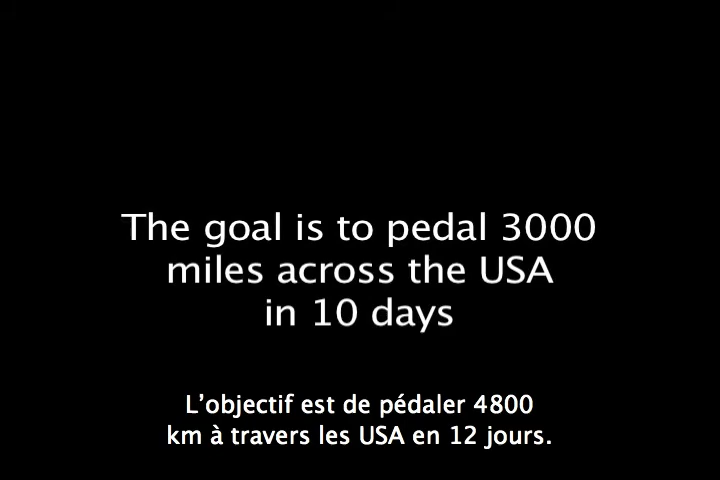 The goal is to pedal 3000
miles across the USA
in 10 days
L’objectif est de pédaler 4800
km à travers les USA en 12 jours.